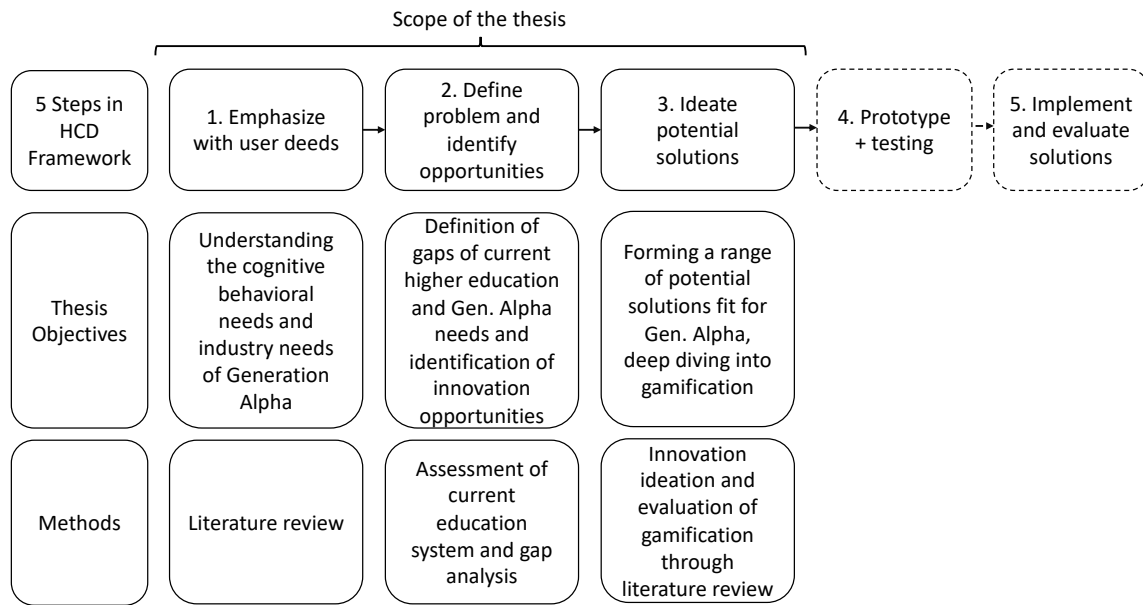 Scope of the thesis
5 Steps in
HCD
Framework
1. Emphasize
with user deeds
2. Define
problem and
identify
opportunities
3. Ideate
potential
solutions
4. Prototype
+ testing
5. Implement
and evaluate
solutions
Thesis
Objectives
Understanding
the cognitive
behavioral
needs and
industry needs
of Generation
Alpha
Definition of
gaps of current
higher education
and Gen. Alpha
needs and
identification of
innovation
opportunities
Forming a range
of potential
solutions fit for
Gen. Alpha,
deep diving into
gamification
Methods
Literature review
Assessment of
current
education
system and gap
analysis
Innovation
ideation and
evaluation of
gamification
through
literature review